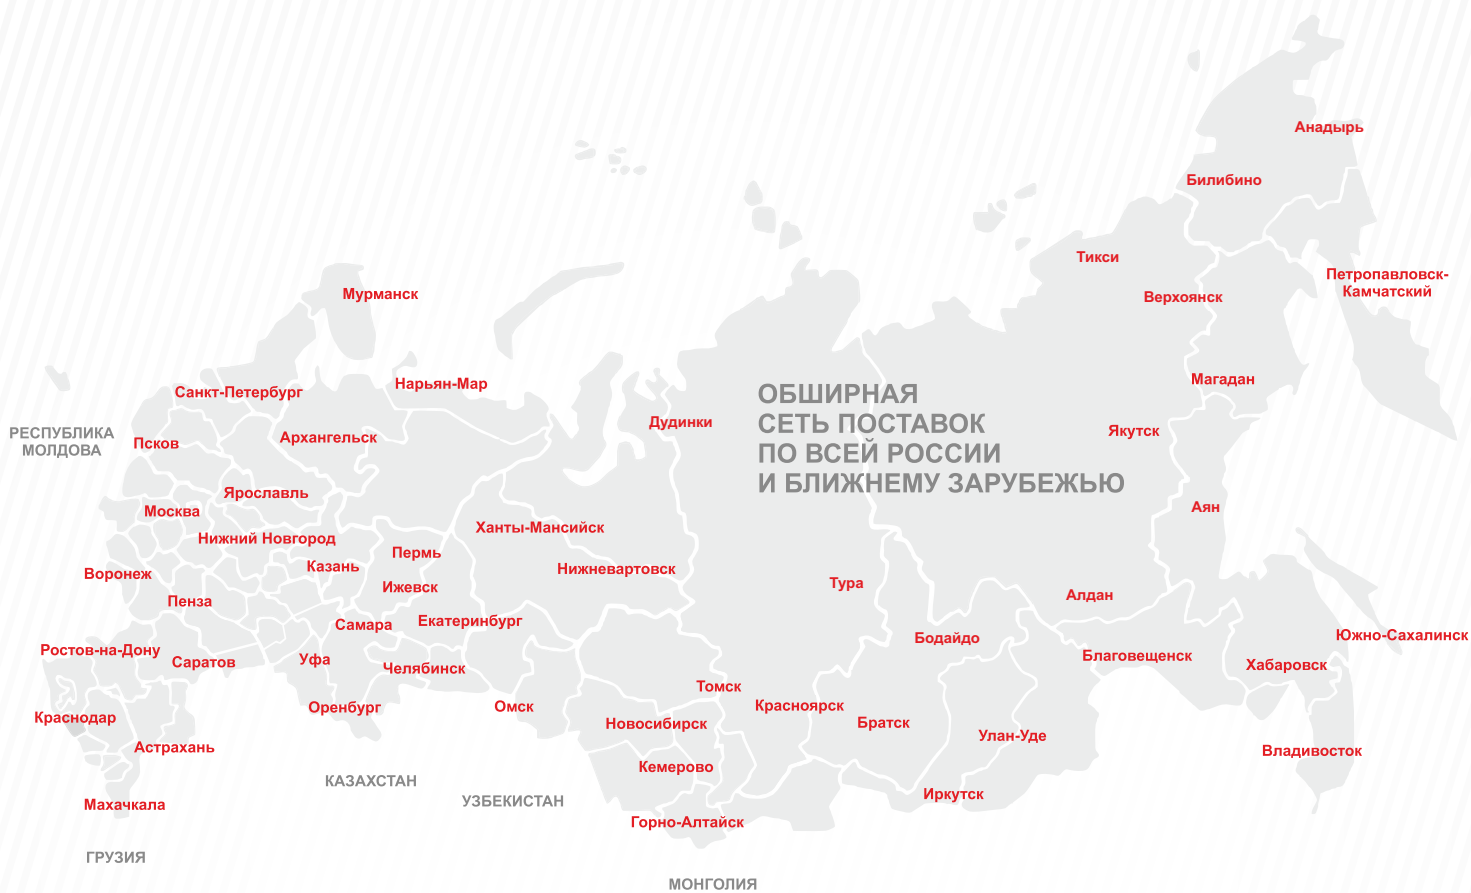 Анадырь
Билибино
Тикси
Петропавловск-
Камчатский
Мурманск
Верхоянск
Нарьян-Мар
Магадан
Санкт-Петербург
ОБШИРНАЯ
СЕТЬ ПОСТАВОК
ПО ВСЕЙ РОССИИ
И БЛИЖНЕМУ ЗАРУБЕЖЬЮ
Дудинки
РЕСПУБЛИКА
МОЛДОВА
Псков
Архангельск
Якутск
Ярославль
Москва
Аян
Ханты-Мансийск
Нижний Новгород
Пермь
Казань
Нижневартовск
Воронеж
Ижевск
Тура
Алдан
Пенза
Самара
Екатеринбург
Бодайдо
Южно-Сахалинск
Ростов-на-Дону
Саратов
Уфа
Челябинск
Благовещенск
Хабаровск
Томск
Оренбург
Омск
Красноярск
Краснодар
Новосибирск
Братск
Улан-Уде
Астрахань
Владивосток
Кемерово
КАЗАХСТАН
УЗБЕКИСТАН
Иркутск
Махачкала
Горно-Алтайск
ГРУЗИЯ
МОНГОЛИЯ